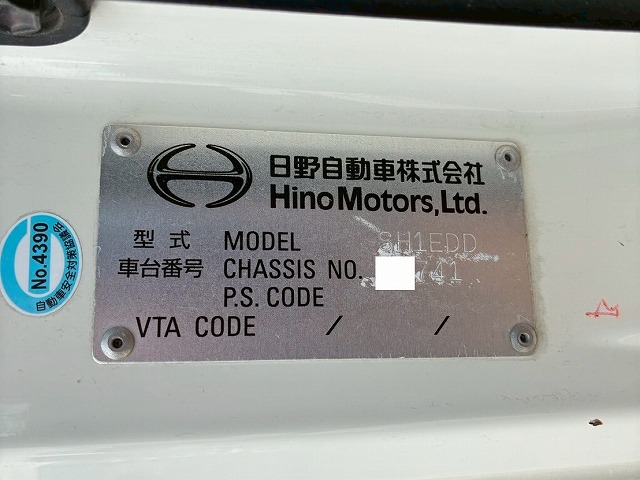 日野自動車株式会社
Hino Motors, Ltd.
型式 MODEL SH1EDD
車台番号 CHASSIS NO. 741
P.S. CODE
VTA CODE / /
No.4390